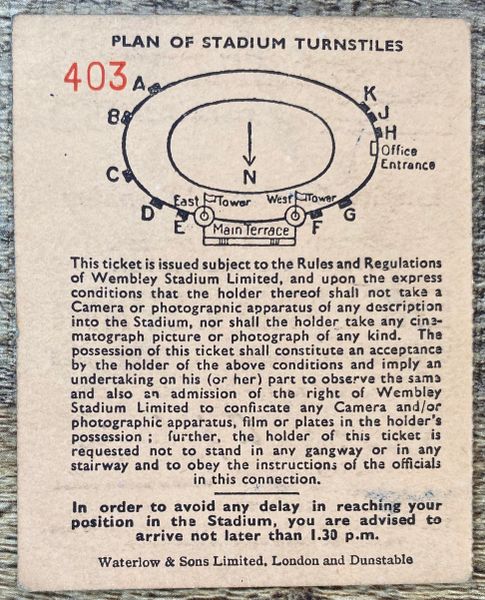 PLAN OF STADIUM TURNSTILES
403
A
B
C
D
E
K
J
H
Office
Entrance
N
East Tower
West Tower
Main Terrace
F
G
This ticket is issued subject to the Rules and Regulations
of Wembley Stadium Limited, and upon the express
conditions that the holder thereof shall not take a
Camera or photographic apparatus of any description
into the Stadium, nor shall the holder take any cine-
matograph picture or photograph of any kind. The
possession of this ticket shall constitute an acceptance
by the holder of the above conditions and imply an
undertaking on his (or her) part to observe the same
and also an admission of the right of Wembley
Stadium Limited to confiscate any Camera and/or
photographic apparatus, film or plates in the holder's
possession ; further, the holder of this ticket is
requested not to stand in any gangway or in any
stairway and to obey the instructions of the officials
in this connection.
In order to avoid any delay in reaching your
position in the Stadium, you are advised to
arrive not later than 1.30 p.m.
Waterlow & Sons Limited, London and Dunstable